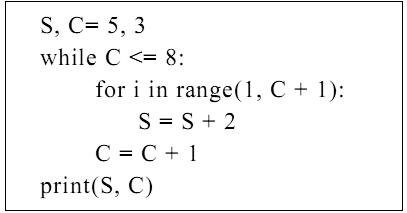 S, C= 5, 3
while C <= 8:
for i in range(1, C + 1):
S = S + 2
C = C + 1
print(S, C)